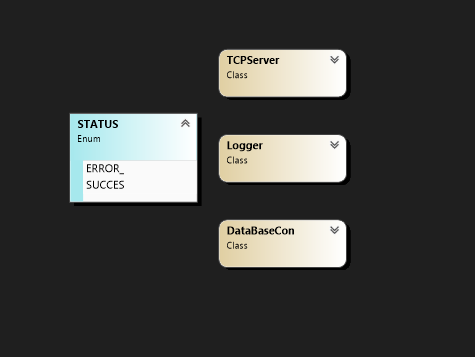 TCPServer
Class
STATUS
Enum
ERROR_
SUCCES
Logger
Class
DataBaseCon
Class